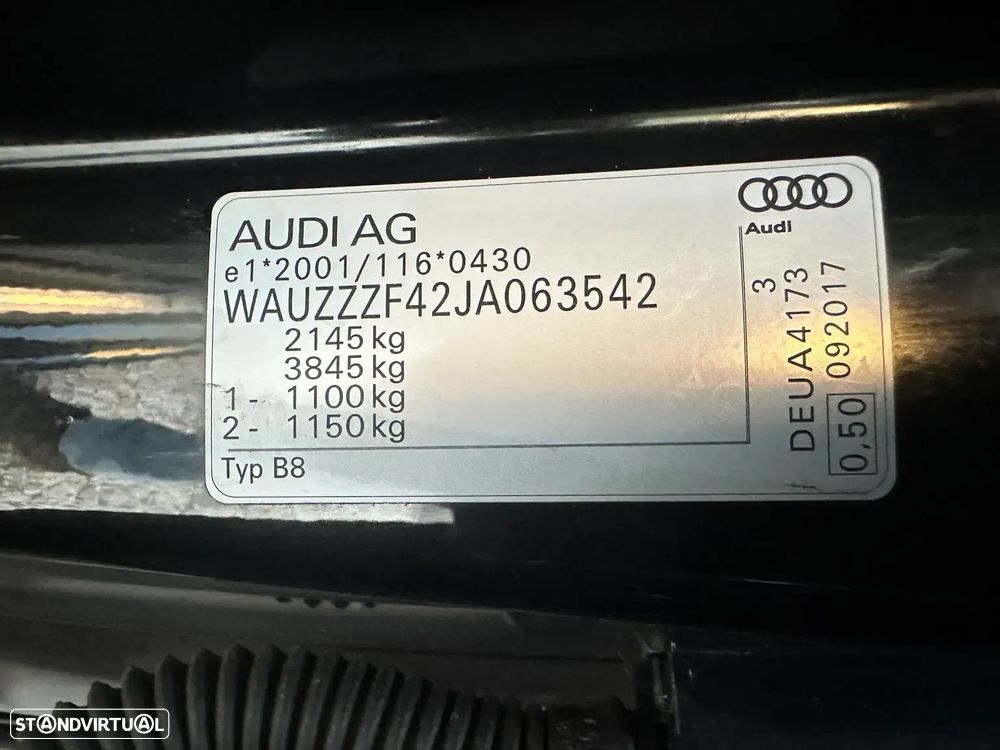 AUDI AG
e1*2001/116*0430
WAUZZZF42JA063542
2145 kg
3845 kg
1 - 1100 kg
2 - 1150 kg
Typ B8
Audi
3
DEUA4173
0,50 092017
STANDVIRTUAL